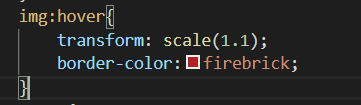 img:hover{
    transform: scale(1.1);
    border-color: firebrick;
}